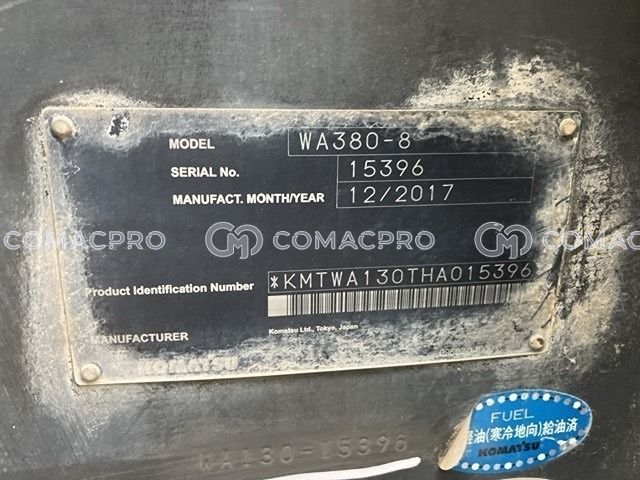 MODEL WA380-8
SERIAL No. 15396
MANUFACT. MONTH/YEAR 12/2017
COMACPRO COMACPRO COMACPRO
Product Identification Number *KMTWA130THA015396
MANUFACTURER Komatsu Ltd., Tokyo, Japan
KOMATSU
FUEL
軽油(寒冷地向)給油済
KOMATSU
WA380-15396